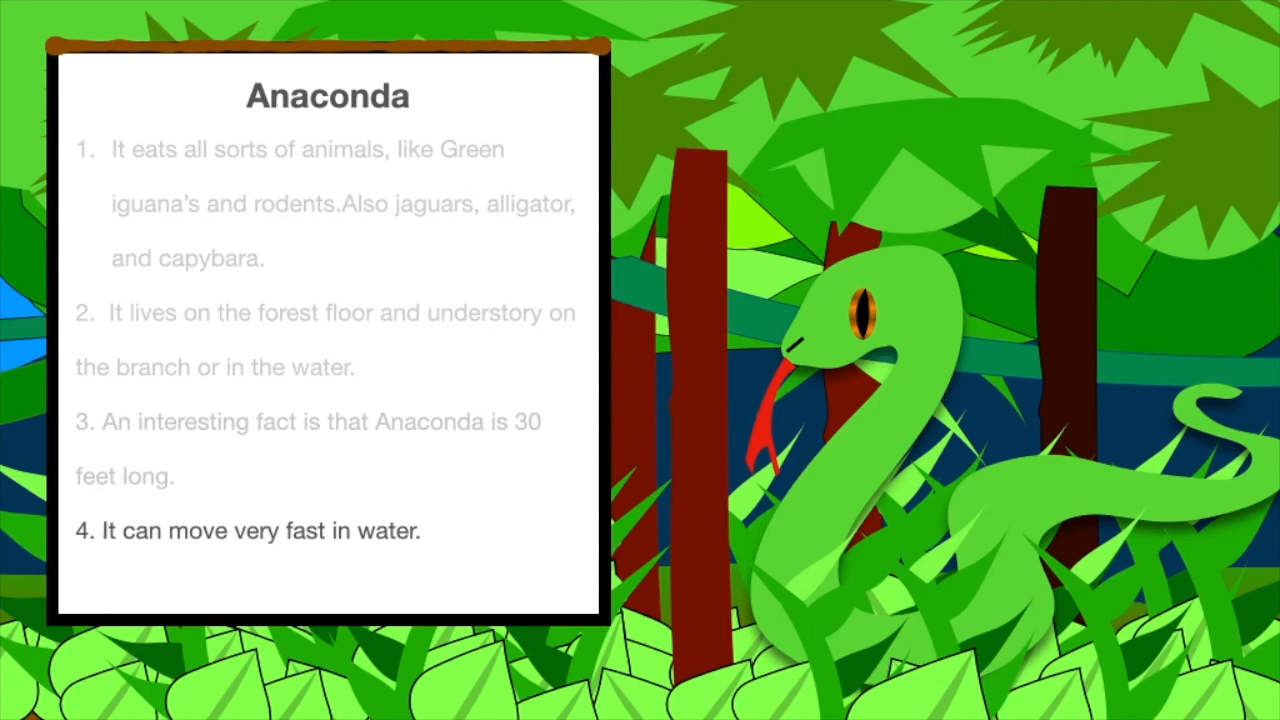 Anaconda
1. It eats all sorts of animals, like Green
iguana's and rodents.Also jaguars, alligator,
and capybara.
2. It lives on the forest floor and understory on
the branch or in the water.
3. An interesting fact is that Anaconda is 30
feet long.
4. It can move very fast in water.